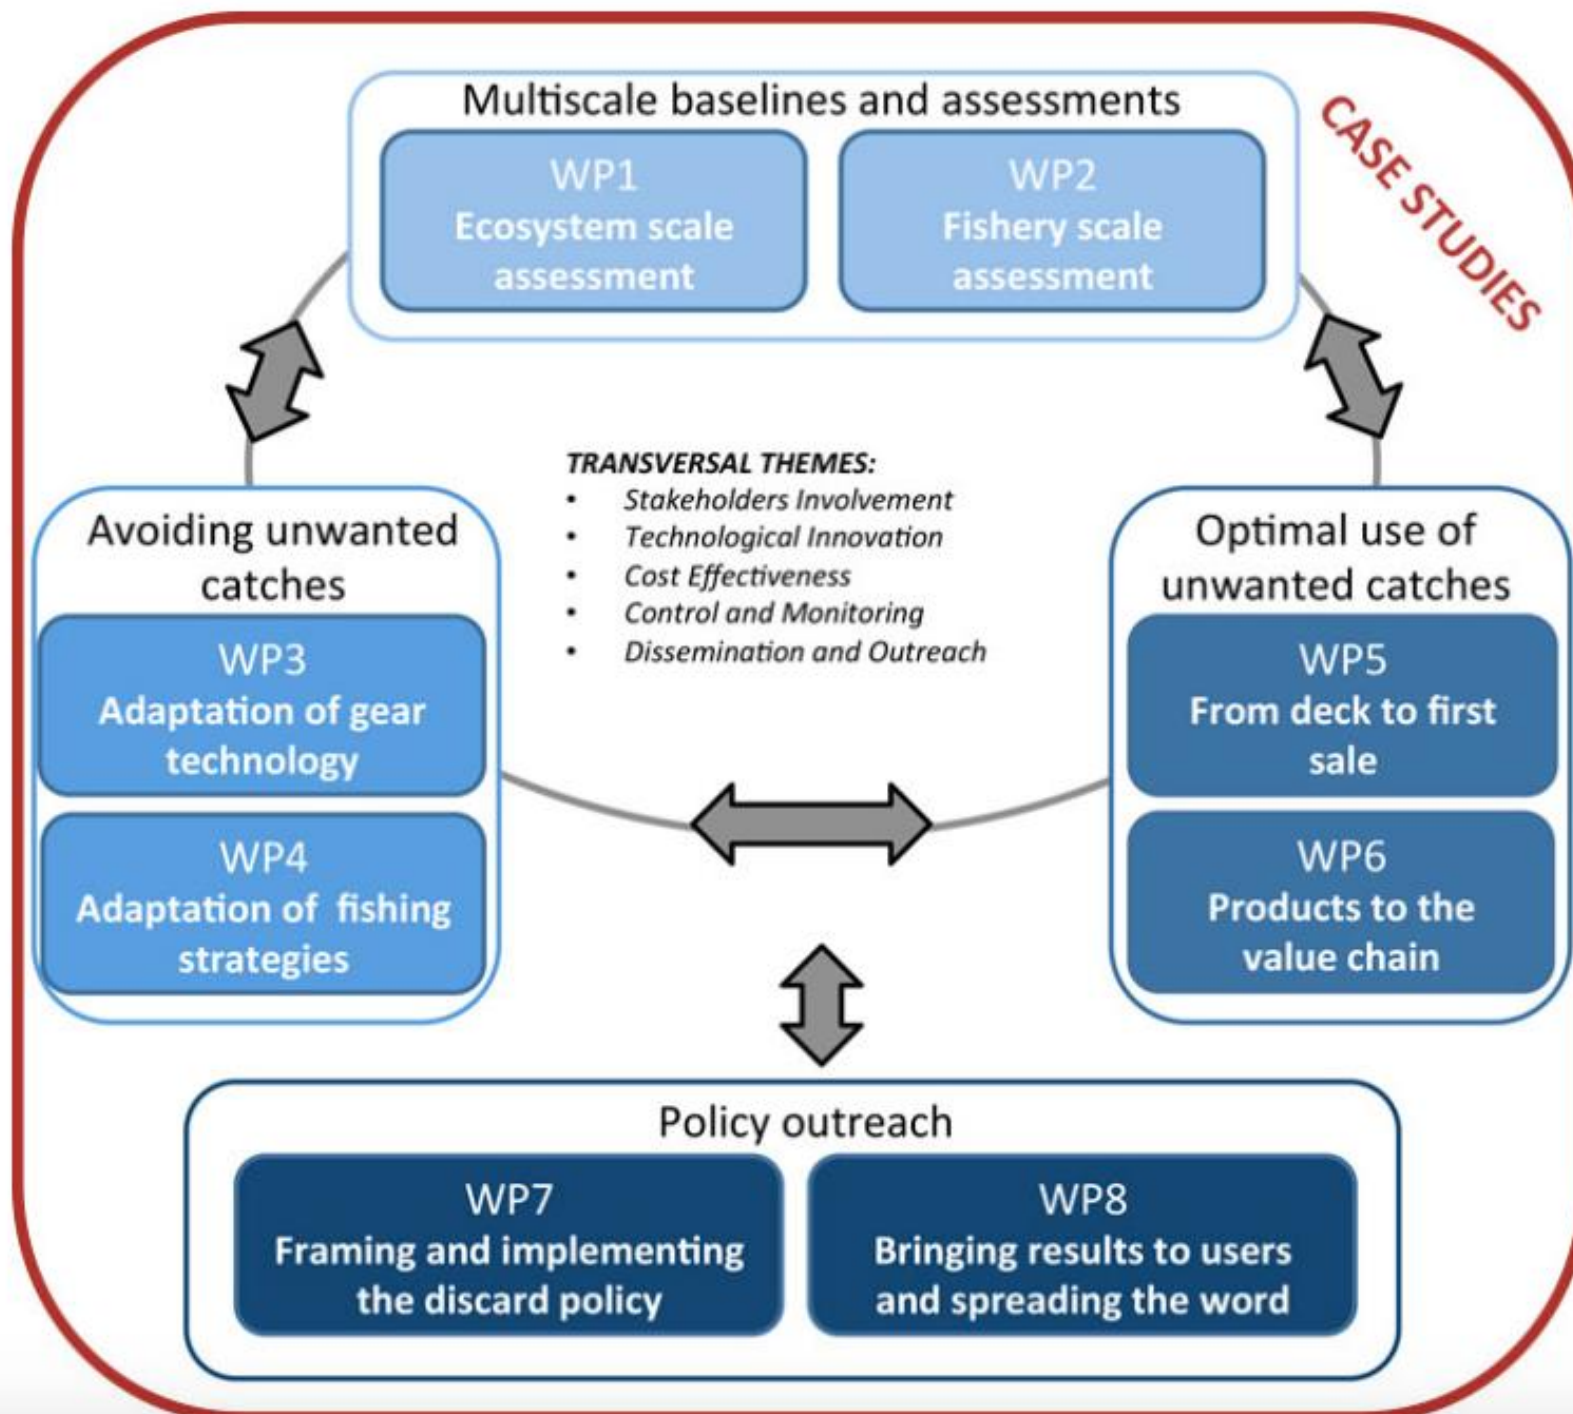 Multiscale baselines and assessments
CASE STUDIES
WP1
Ecosystem scale
assessment
WP2
Fishery scale
assessment
TRANSVERSAL THEMES:
• Stakeholders Involvement
• Technological Innovation
• Cost Effectiveness
• Control and Monitoring
• Dissemination and Outreach
Avoiding unwanted
catches
WP3
Adaptation of gear
technology
WP4
Adaptation of fishing
strategies
Optimal use of
unwanted catches
WP5
From deck to first
sale
WP6
Products to the
value chain
Policy outreach
WP7
Framing and implementing
the discard policy
WP8
Bringing results to users
and spreading the word